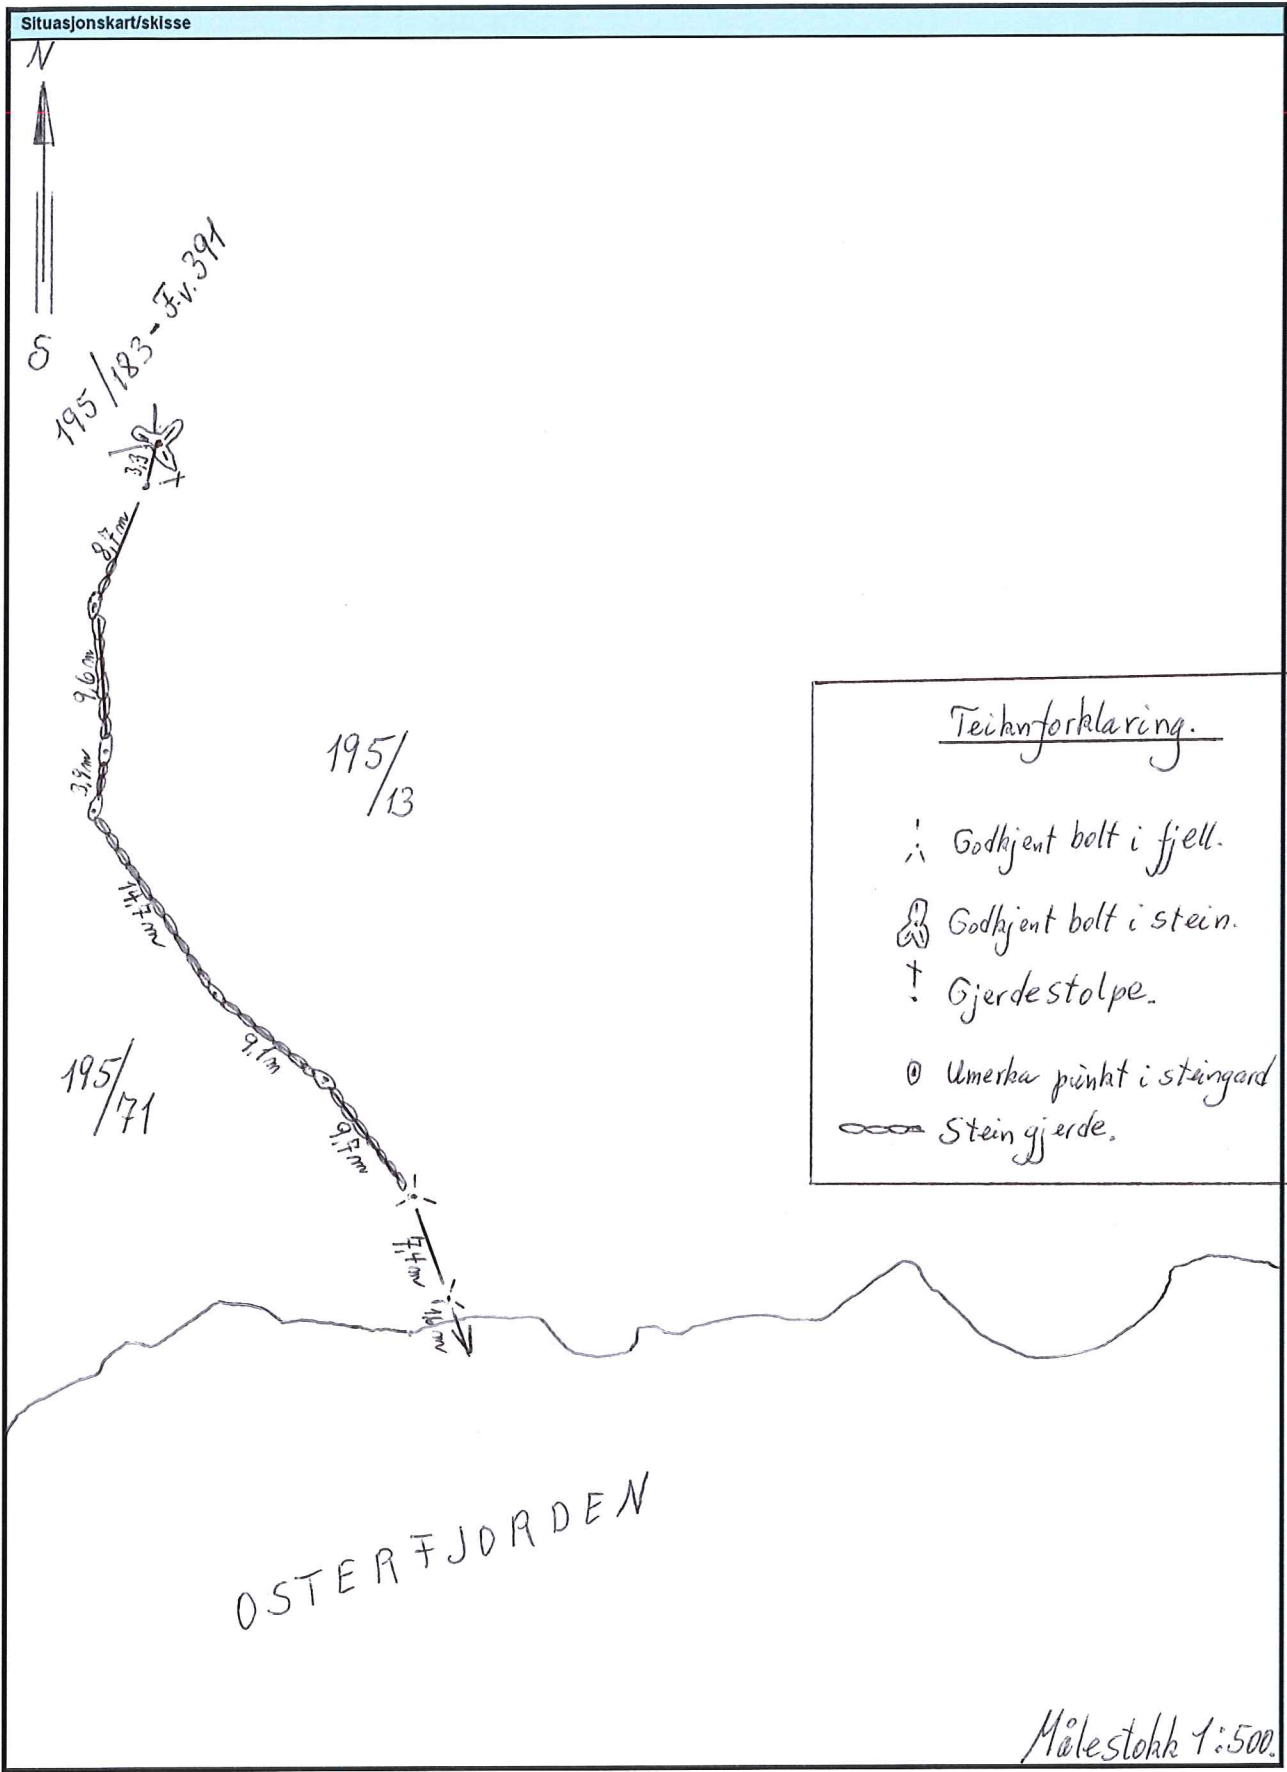 Situasjonskart/skisse
N
S
195/183 - F.v. 391
3,3
8,7m
9,6m
3,9m
195/13
14,7m
9,1m
195/71
9,7m
7,4m
m
Teiknforklaring.
Godkjent bolt i fjell.
Godkjent bolt i stein.
Gjerdestolpe.
Umerka punkt i steingard
Steingjerde.
OSTERFJORDEN
Målestokk 1:500.